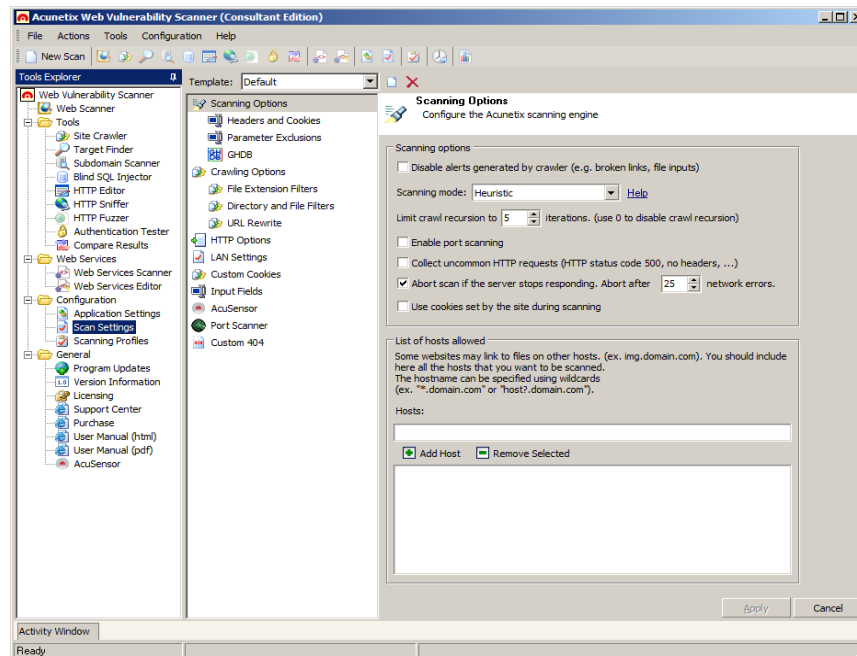 Acunetix Web Vulnerability Scanner (Consultant Edition)
File Actions Tools Configuration Help
New Scan
Tools Explorer
Web Vulnerability Scanner
Web Scanner
Tools
Site Crawler
Target Finder
Subdomain Scanner
Blind SQL Injector
HTTP Editor
HTTP Sniffer
HTTP Fuzzer
Authentication Tester
Compare Results
Web Services
Web Services Scanner
Web Services Editor
Configuration
Application Settings
Scan Settings
Scanning Profiles
General
Program Updates
Version Information
Licensing
Support Center
Purchase
User Manual (html)
User Manual (pdf)
AcuSensor
Template: Default
Scanning Options
Headers and Cookies
Parameter Exclusions
GHDB
Crawling Options
File Extension Filters
Directory and File Filters
URL Rewrite
HTTP Options
LAN Settings
Custom Cookies
Input Fields
AcuSensor
Port Scanner
Custom 404
Scanning Options
Configure the Acunetix scanning engine
Scanning options
Disable alerts generated by crawler (e.g. broken links, file inputs)
Scanning mode: Heuristic Help
Limit crawl recursion to 5 iterations. (use 0 to disable crawl recursion)
Enable port scanning
Collect uncommon HTTP requests (HTTP status code 500, no headers, ...)
Abort scan if the server stops responding. Abort after 25 network errors.
Use cookies set by the site during scanning
List of hosts allowed
Some websites may link to files on other hosts. (ex. img.domain.com). You should include
here all the hosts that you want to be scanned.
The hostname can be specified using wildcards
(ex. "*.domain.com" or "host?.domain.com").
Hosts:
Add Host Remove Selected
Apply Cancel
Activity Window
Ready